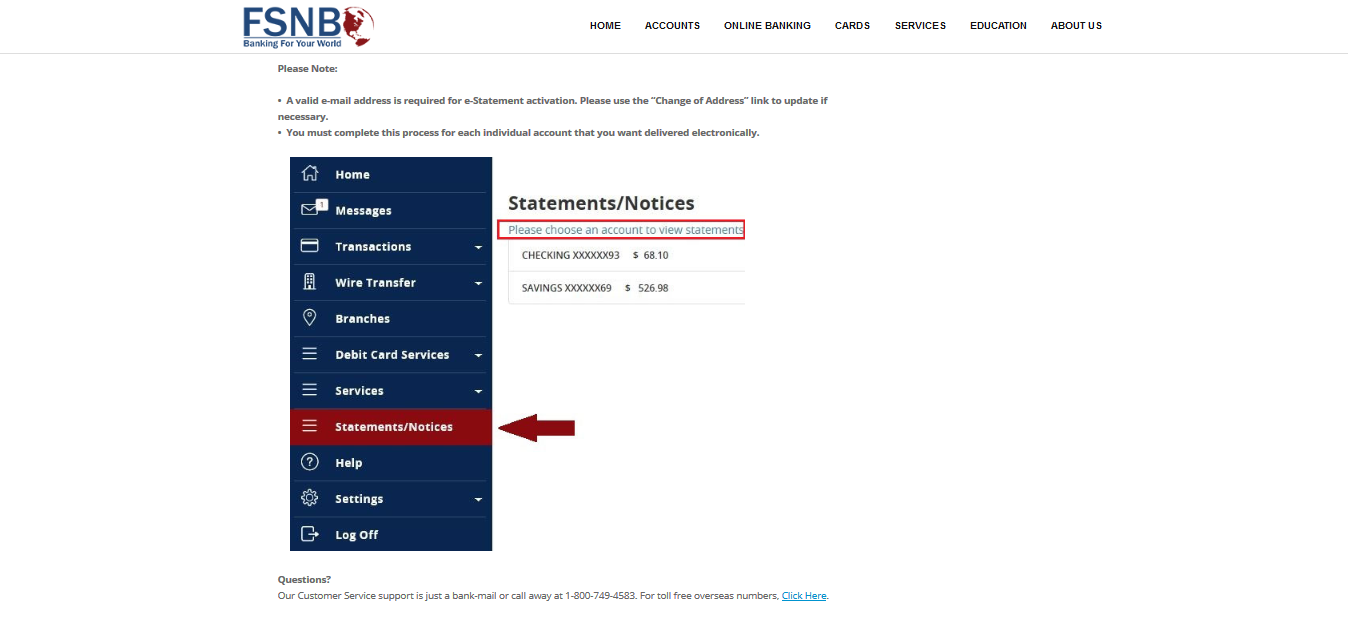 FSNB
Banking For Your World
HOME ACCOUNTS ONLINE BANKING CARDS SERVICES EDUCATION ABOUT US
Please Note:
• A valid e-mail address is required for e-Statement activation. Please use the "Change of Address" link to update if
necessary.
• You must complete this process for each individual account that you want delivered electronically.
Home
1
Messages
Transactions
Wire Transfer
Branches
Debit Card Services
Services
Statements/Notices
Help
Settings
Log Off
Statements/Notices
Please choose an account to view statements
CHECKING XXXXXX93 $ 68.10
SAVINGS XXXXXX69 $ 526.98
Questions?
Our Customer Service support is just a bank-mail or call away at 1-800-749-4583. For toll free overseas numbers, Click Here.